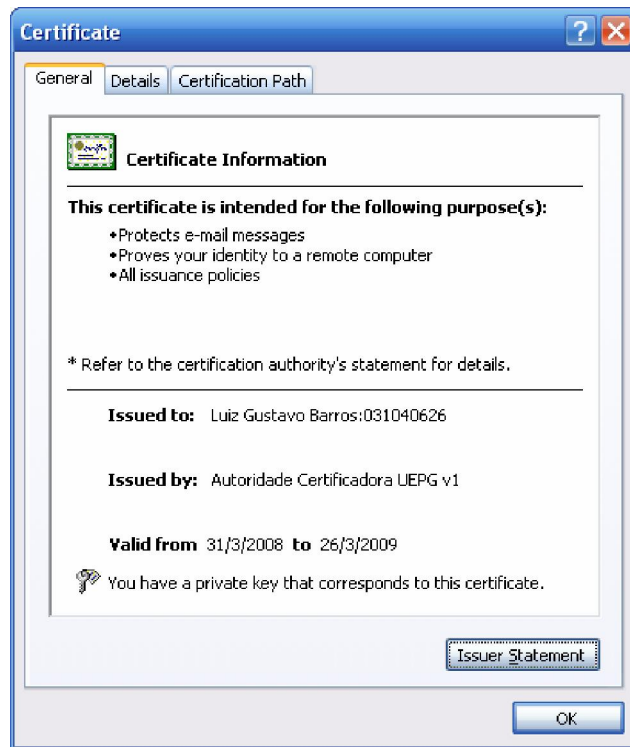 Certificate
General Details Certification Path
Certificate Information
This certificate is intended for the following purpose(s):
•Protects e-mail messages
•Proves your identity to a remote computer
•All issuance policies
* Refer to the certification authority's statement for details.
Issued to: Luiz Gustavo Barros:031040626
Issued by: Autoridade Certificadora UEPG v1
Valid from 31/3/2008 to 26/3/2009
You have a private key that corresponds to this certificate.
Issuer Statement
OK